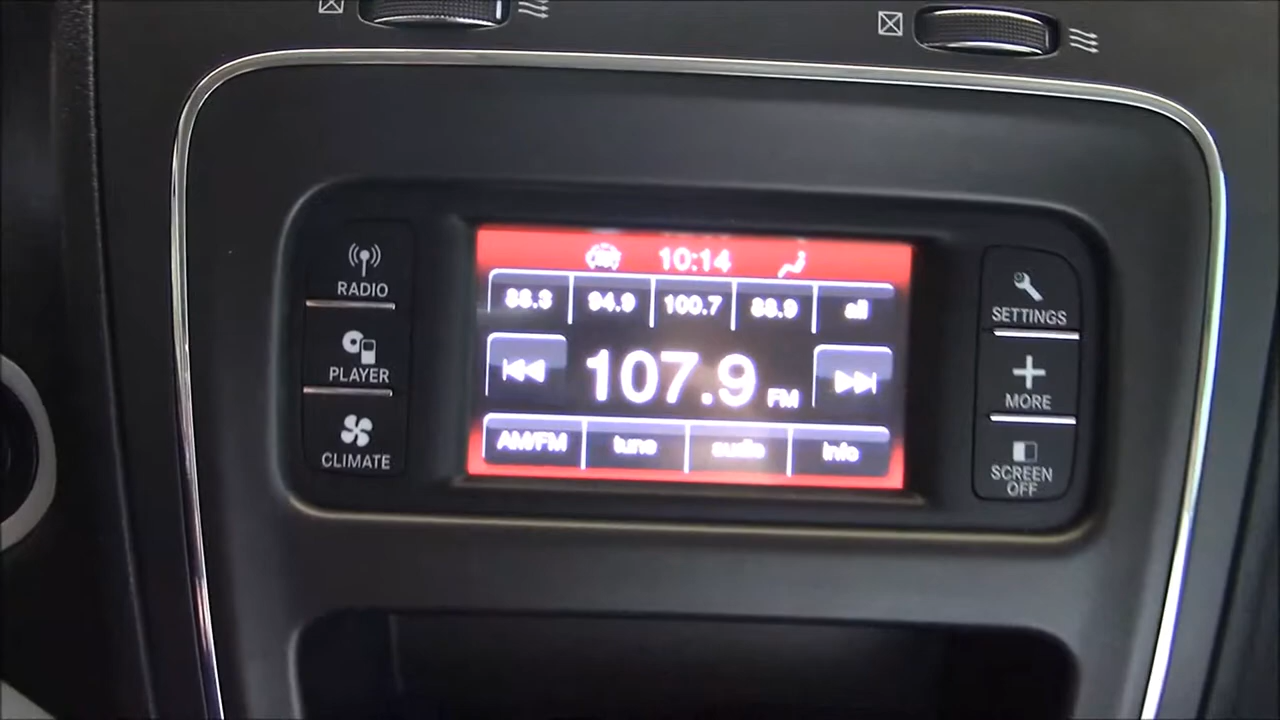 10:14
88.3 94.9 100.7 88.9 all
107.9 FM
AM/FM tune audio info
RADIO
PLAYER
CLIMATE
SETTINGS
MORE
SCREEN
OFF